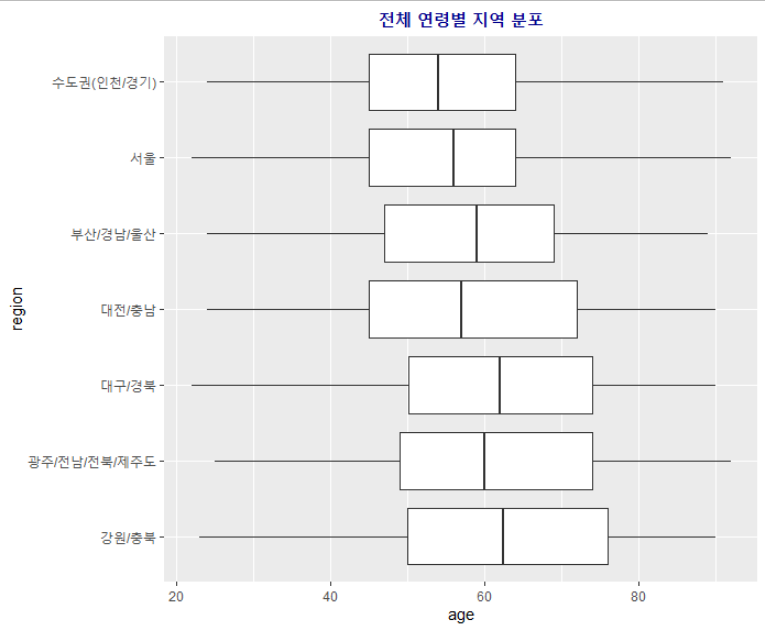 전체 연령별 지역 분포
수도권(인천/경기)
서울
부산/경남/울산
대전/충남
대구/경북
광주/전남/전북/제주도
강원/충북
region
20 40 60 80
age